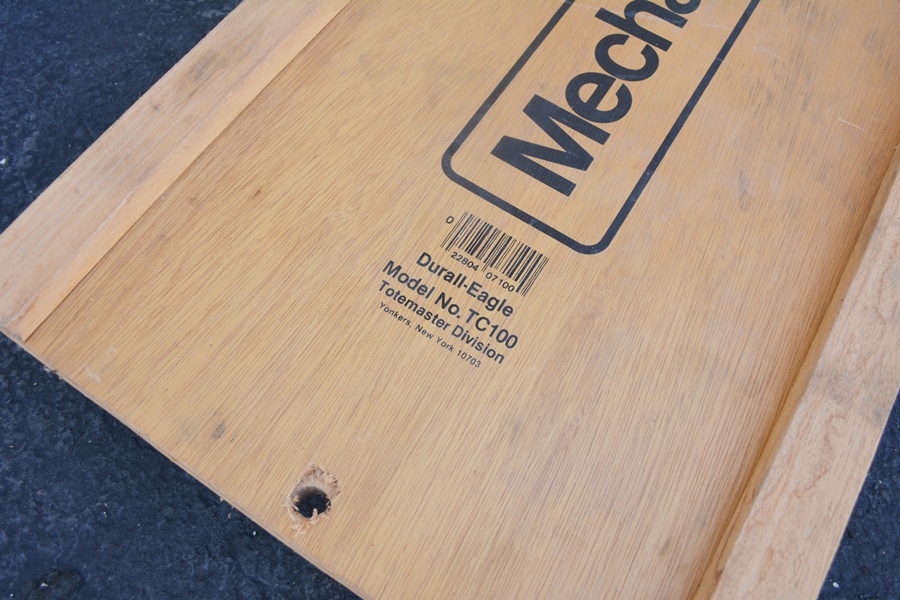 Mecha
0 22804 07100
Durall-Eagle
Model No. TC100
Totemaster Division
Yonkers, New York 10703